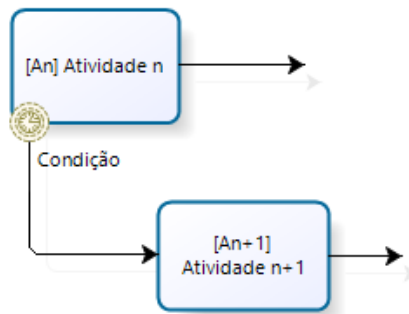 [An] Atividade n
Condição
[An+1]
Atividade n+1